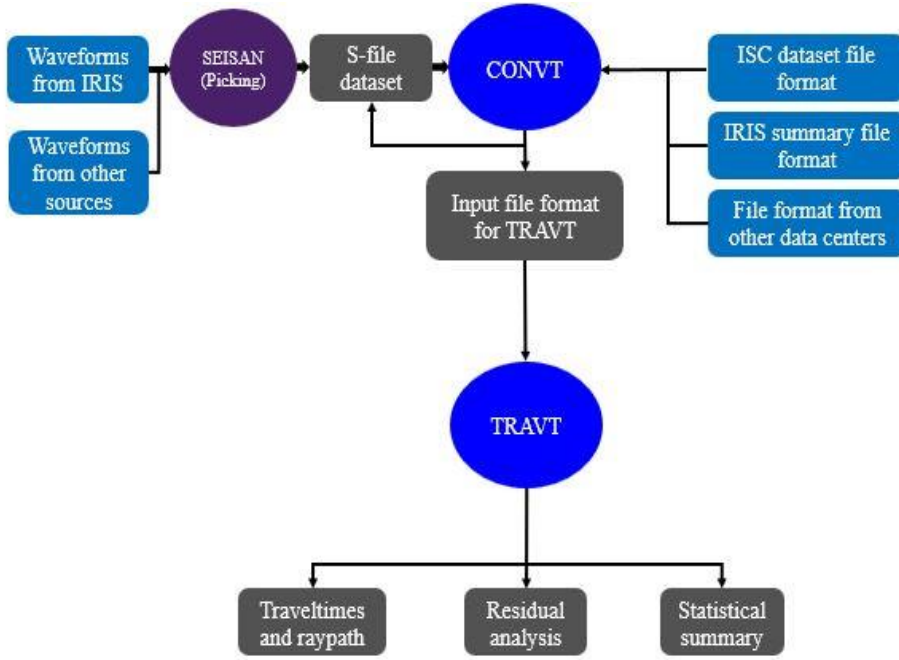 Waveforms
from IRIS
Waveforms
from other
sources
SEISAN
(Picking)
S-file
dataset
CONVT
ISC dataset file
format
IRIS summary file
format
File format from
other data centers
Input file format
for TRAVT
TRAVT
Traveltimes
and raypath
Residual
analysis
Statistical
summary